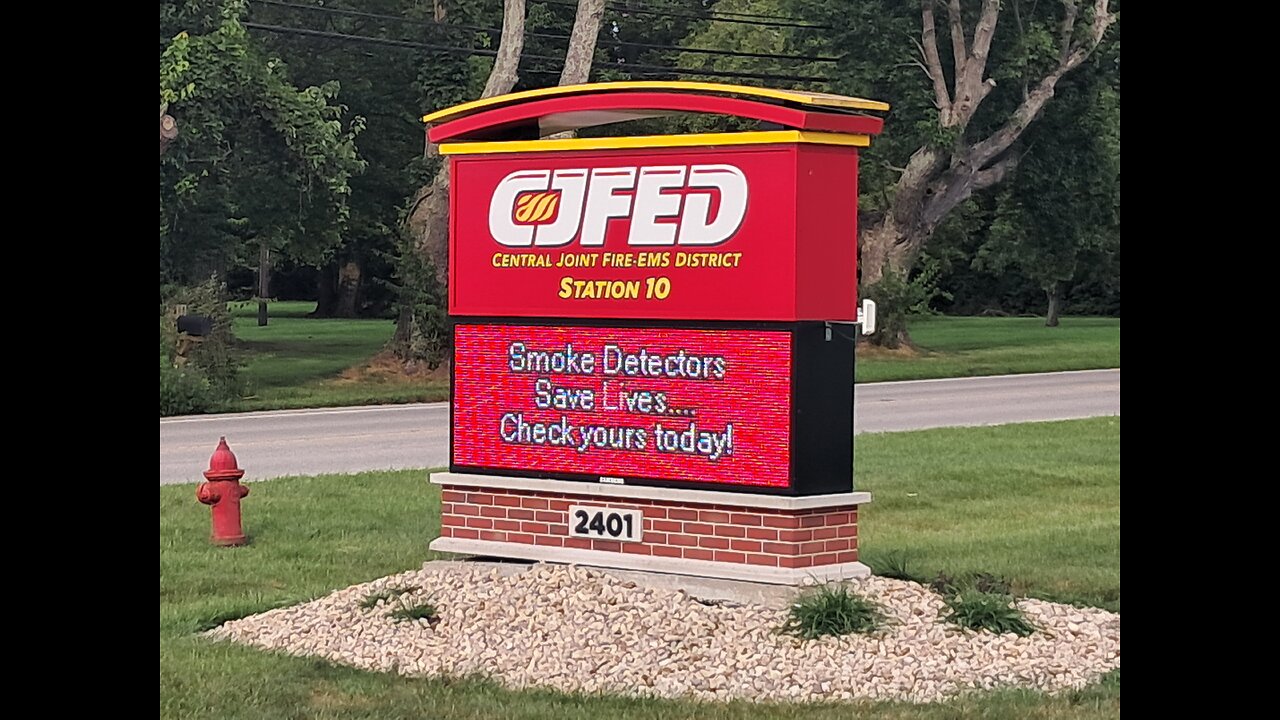 CJFED
CENTRAL JOINT FIRE-EMS DISTRICT
STATION 10
Smoke Detectors
Save Lives....
Check yours today!
2401